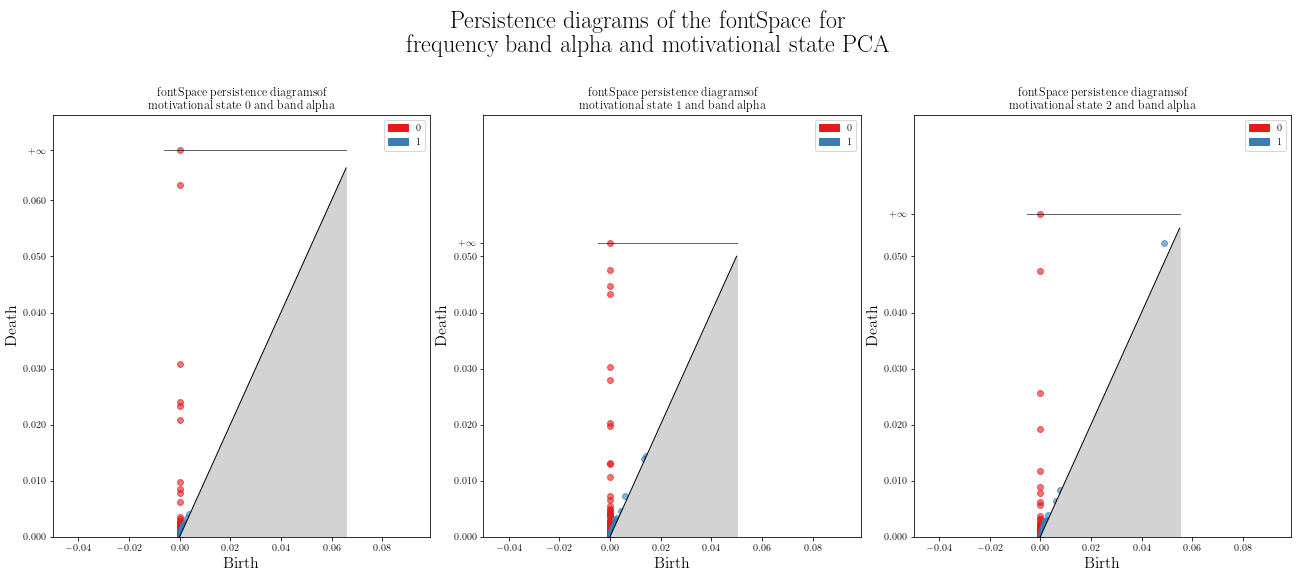 Persistence diagrams of the fontSpace for
frequency band alpha and motivational state PCA
fontSpace persistence diagramsof
motivational state 0 and band alpha
0
1
+∞
0.060
0.050
0.040
0.030
0.020
0.010
0.000
Death
−0.04 −0.02 0.00 0.02 0.04 0.06 0.08
Birth
fontSpace persistence diagramsof
motivational state 1 and band alpha
0
1
+∞
0.050
0.040
0.030
0.020
0.010
0.000
Death
−0.04 −0.02 0.00 0.02 0.04 0.06 0.08
Birth
fontSpace persistence diagramsof
motivational state 2 and band alpha
0
1
+∞
0.050
0.040
0.030
0.020
0.010
0.000
Death
−0.04 −0.02 0.00 0.02 0.04 0.06 0.08
Birth